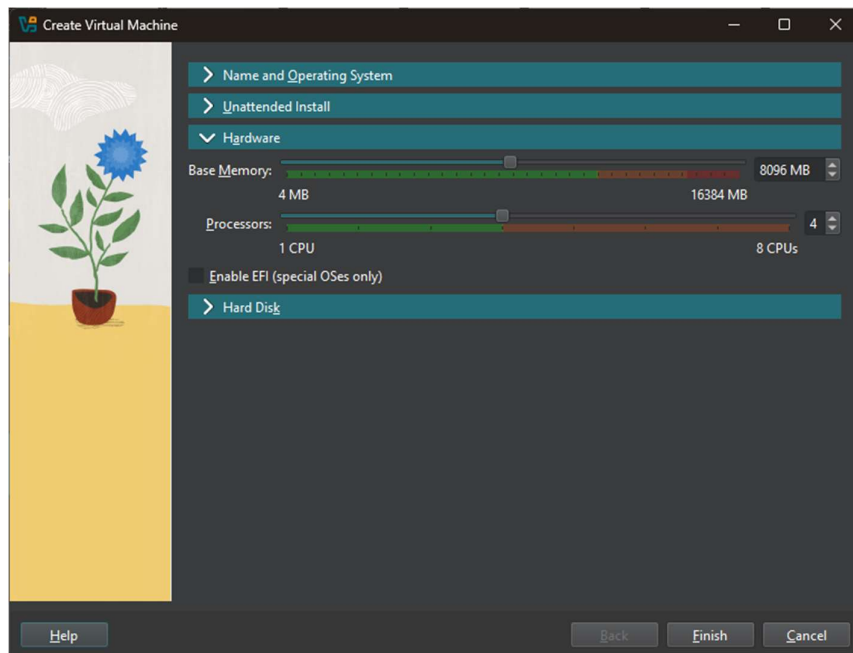 Create Virtual Machine
Name and Operating System
Unattended Install
Hardware
Base Memory: 8096 MB
4 MB 16384 MB
Processors: 4
1 CPU 8 CPUs
Enable EFI (special OSes only)
Hard Disk
Help Back Finish Cancel